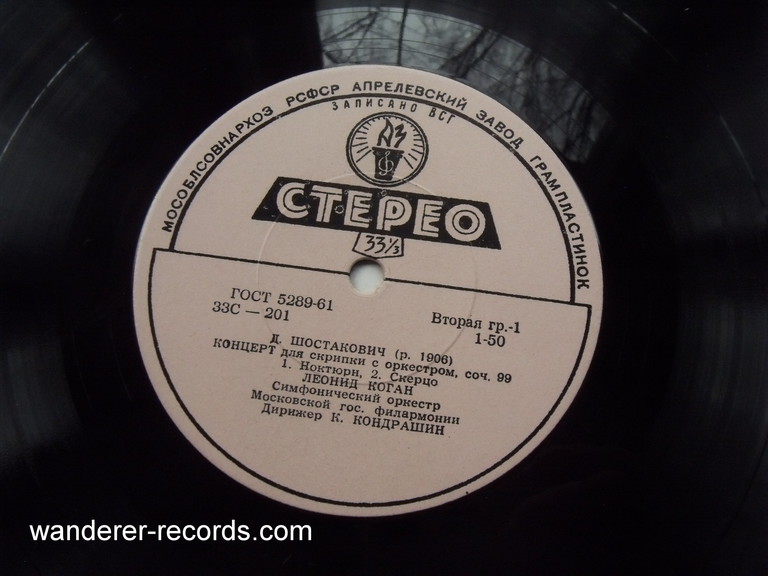 МОСОБЛСОВНАРХОЗ РСФСР АПРЕЛЕВСКИЙ ЗАВОД ГРАМПЛАСТИНОК
ЗАПИСАНО ВСГ
АЗ
СТЕРЕО
33⅓
ГОСТ 5289-61
33С — 201
Вторая гр.-1
1-50
Д. ШОСТАКОВИЧ (р. 1906)
КОНЦЕРТ для скрипки с оркестром, соч. 99
1. Ноктюрн, 2. Скерцо
ЛЕОНИД КОГАН
Симфонический оркестр
Московской гос. филармонии
Дирижер К. КОНДРАШИН
wanderer-records.com